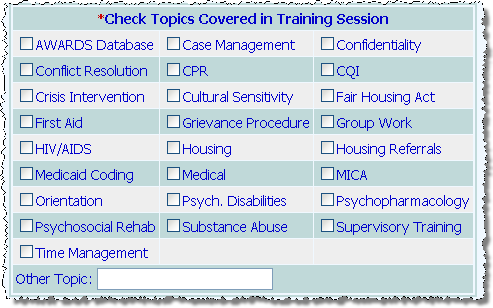 *Check Topics Covered in Training Session
AWARDS Database Case Management Confidentiality
Conflict Resolution CPR CQI
Crisis Intervention Cultural Sensitivity Fair Housing Act
First Aid Grievance Procedure Group Work
HIV/AIDS Housing Housing Referrals
Medicaid Coding Medical MICA
Orientation Psych. Disabilities Psychopharmacology
Psychosocial Rehab Substance Abuse Supervisory Training
Time Management
Other Topic: